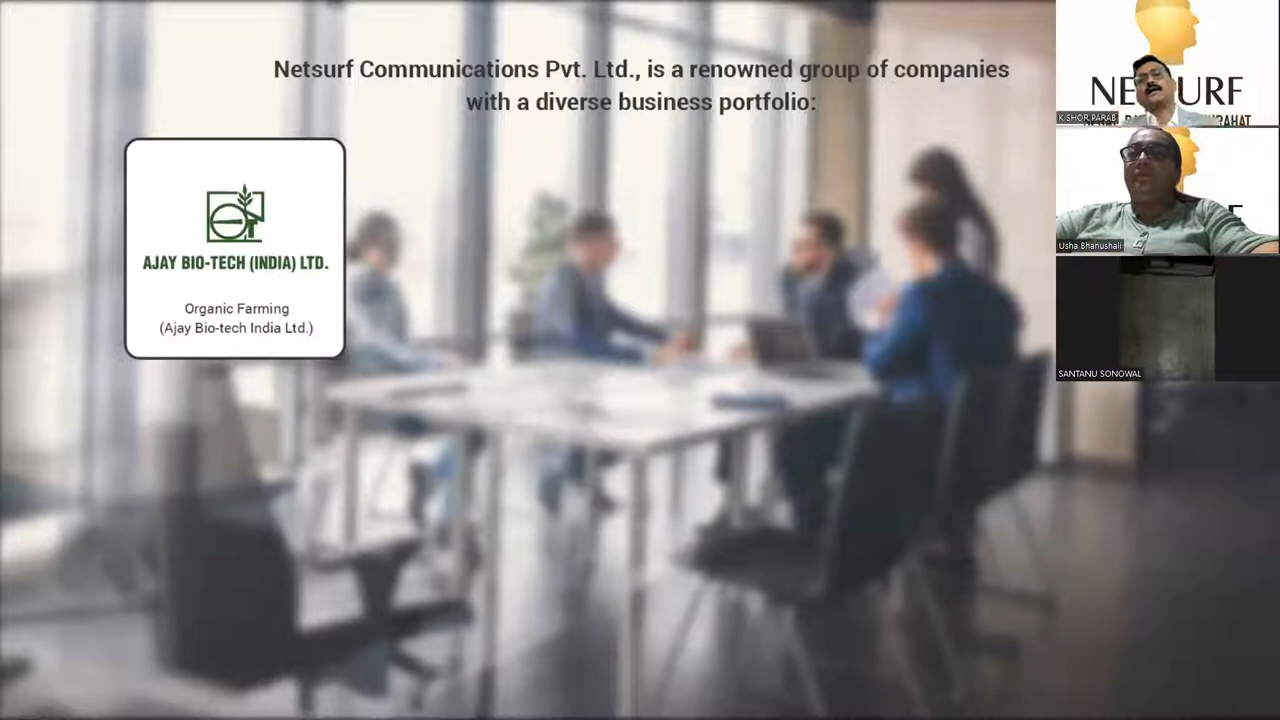 Netsurf Communications Pvt. Ltd., is a renowned group of companies
with a diverse business portfolio:
AJAY BIO-TECH (INDIA) LTD.
Organic Farming
(Ajay Bio-tech India Ltd.)
KISHOR PARAB
Usha Bhanushali
SANTANU SONOWAL